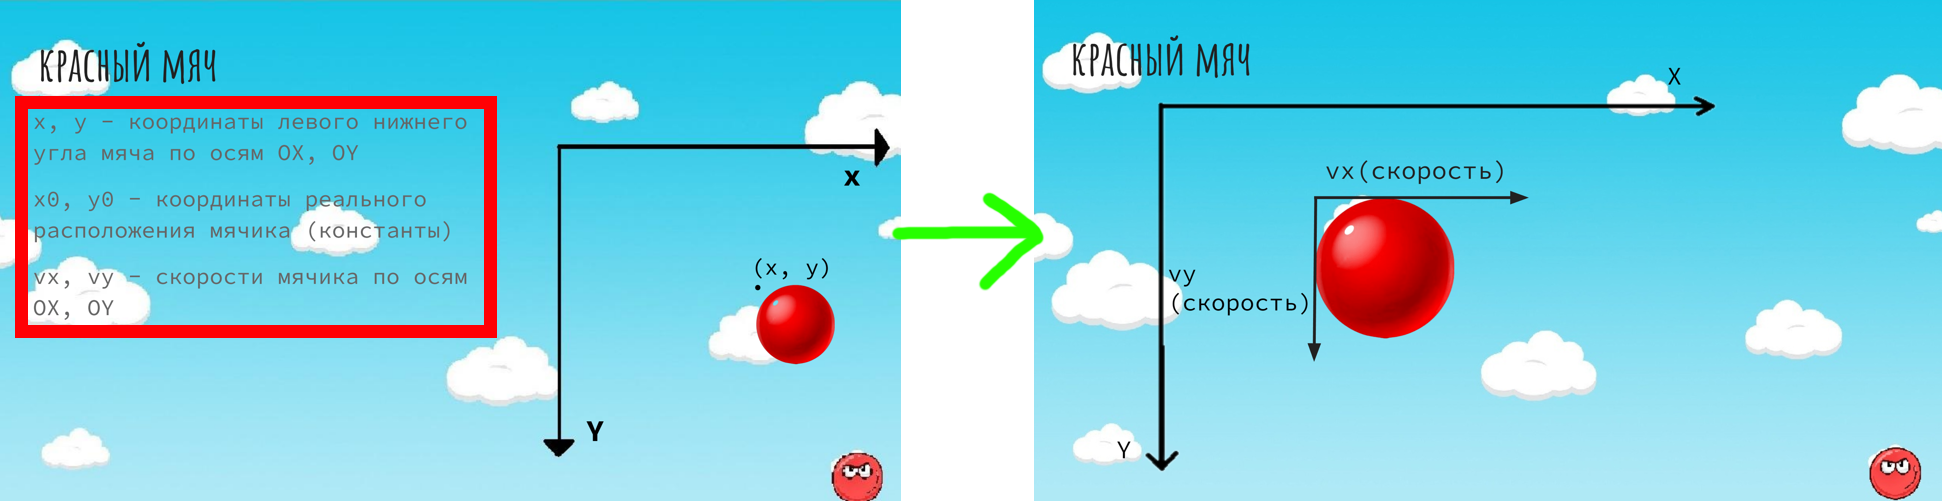 КРАСНЫЙ МЯЧ
x, y - координаты левого нижнего
угла мяча по осям OX, OY
x0, y0 - координаты реального
расположения мячика (константы)
vx, vy - скорости мячика по осям
OX, OY
x
(x, y)
Y
КРАСНЫЙ МЯЧ
X
vx(скорость)
vy
(скорость)
Y